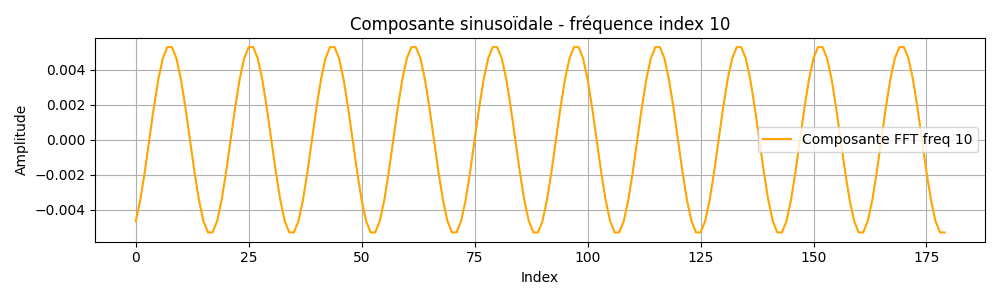 Composante sinusoïdale - fréquence index 10
Amplitude
0.004
0.002
0.000
−0.002
−0.004
Composante FFT freq 10
0 25 50 75 100 125 150 175
Index